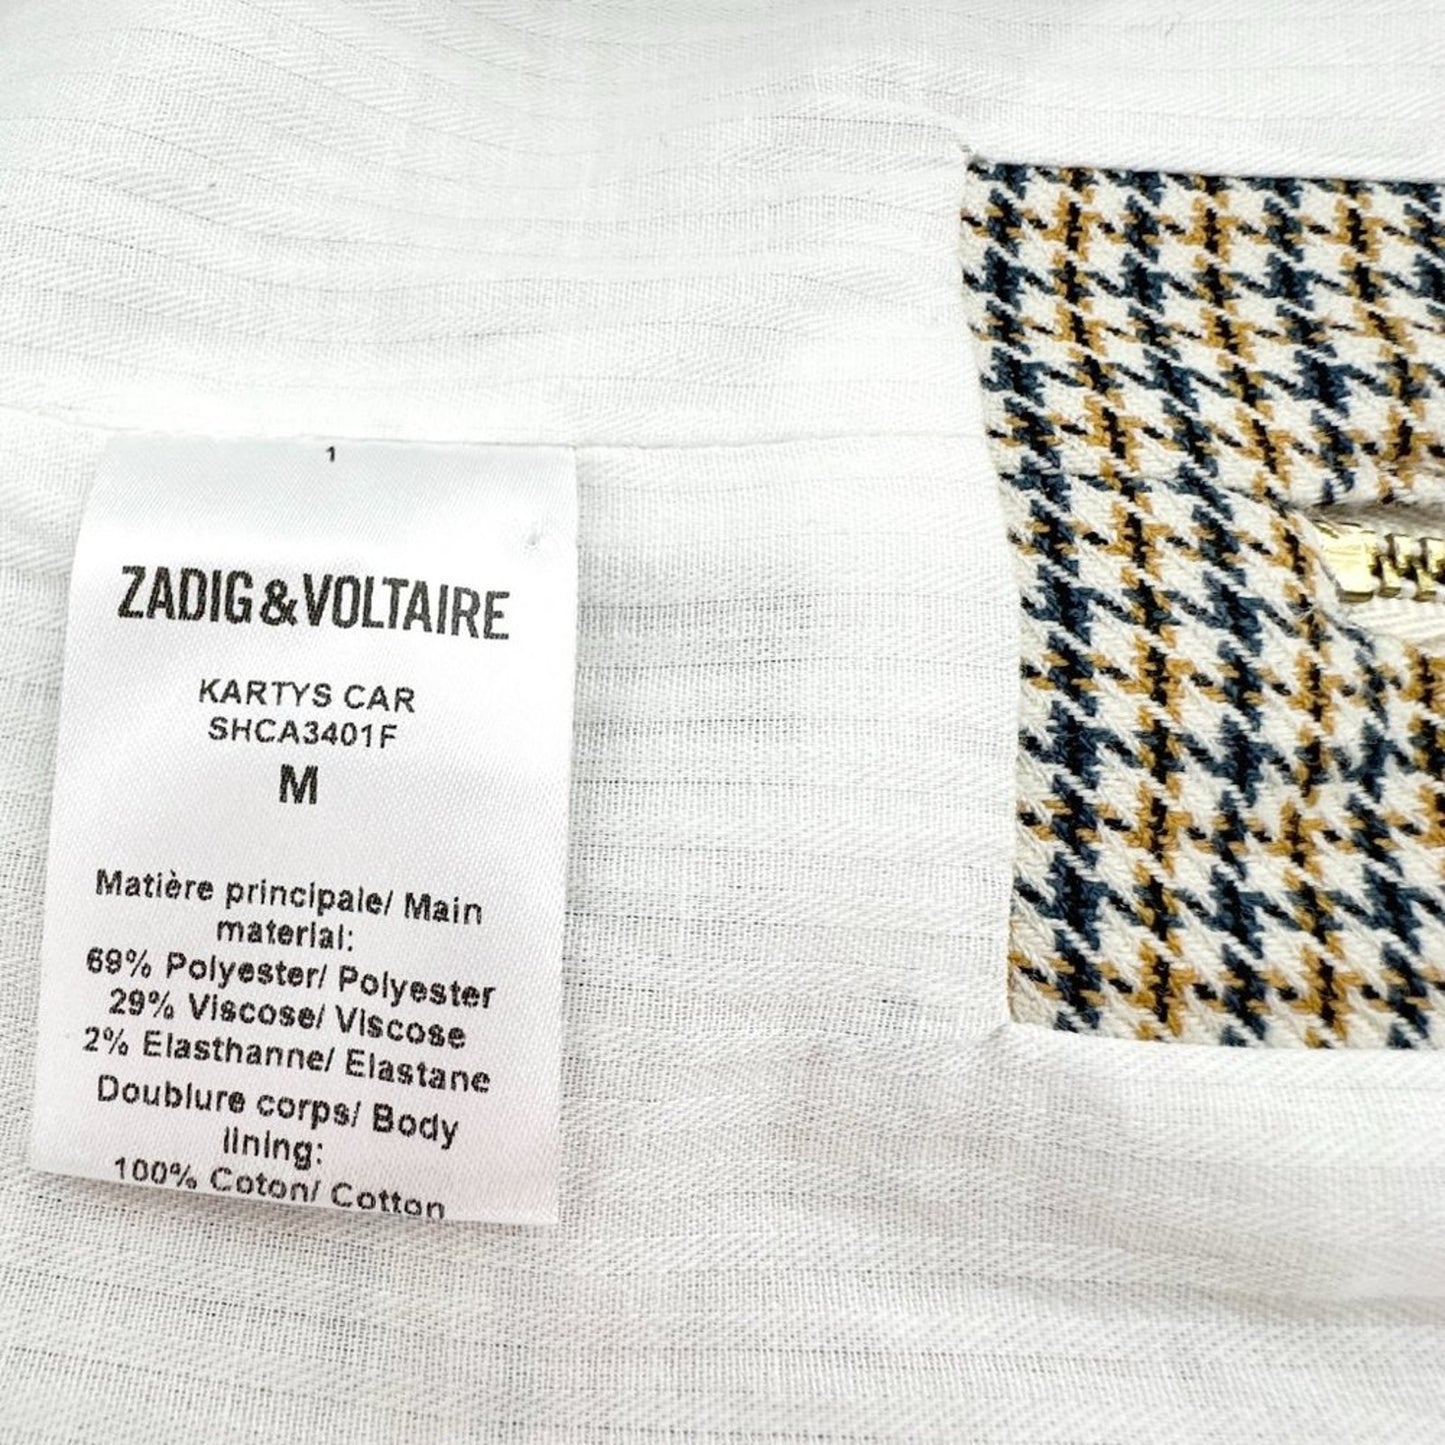 1
ZADIG&VOLTAIRE
KARTYS CAR
SHCA3401F
M
Matière principale/ Main
material:
69% Polyester/ Polyester
29% Viscose/ Viscose
2% Elasthanne/ Elastane
Doublure corps/ Body
lining:
100% Coton/ Cotton